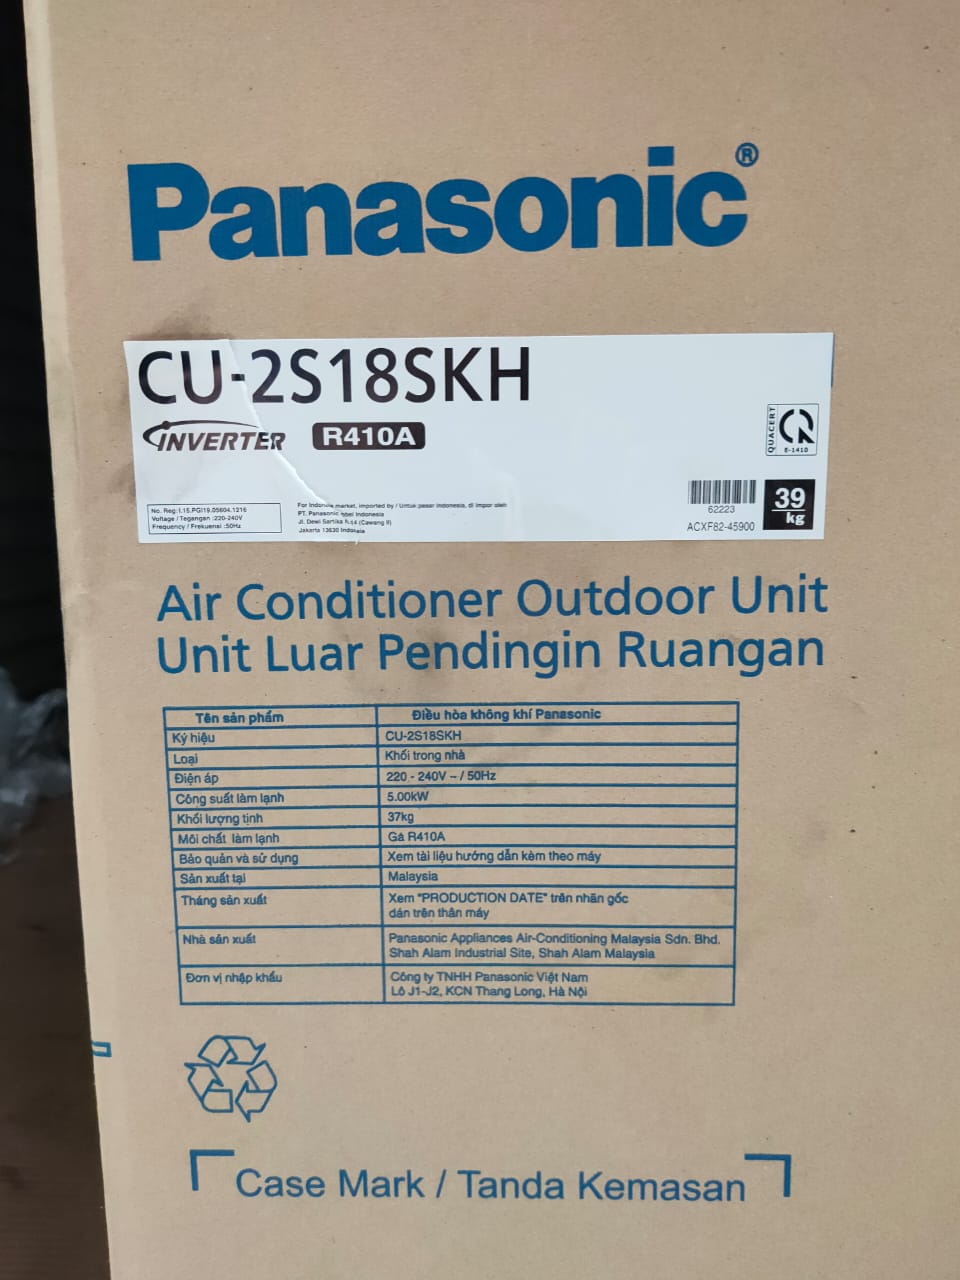 Panasonic®
CU-2S18SKH
INVERTER R410A
QUACERT
E-1410
No. Reg: I.15.PGI19.05604.1216
Voltage / Tegangan :220-240V
Frequency / Frekuensi :50Hz
For Indonesia market, imported by / Untuk pasar Indonesia, di impor oleh
PT. Panasonic Gobel Indonesia
Jl. Dewi Sartika (Cawang II)
Jakarta 13630 Indonesia
62223
ACXF82-45900
39
kg
Air Conditioner Outdoor Unit
Unit Luar Pendingin Ruangan
Tên sản phẩm Điều hòa không khí Panasonic
Ký hiệu CU-2S18SKH
Loại Khối trong nhà
Điện áp 220 - 240V ~ / 50Hz
Công suất làm lạnh 5.00kW
Khối lượng tịnh 37kg
Môi chất làm lạnh Ga R410A
Bảo quản và sử dụng Xem tài liệu hướng dẫn kèm theo máy
Sản xuất tại Malaysia
Tháng sản xuất Xem "PRODUCTION DATE" trên nhãn gốc
dán trên thân máy
Nhà sản xuất Panasonic Appliances Air-Conditioning Malaysia Sdn. Bhd.
Shah Alam Industrial Site, Shah Alam Malaysia
Đơn vị nhập khẩu Công ty TNHH Panasonic Việt Nam
Lô J1-J2, KCN Thang Long, Hà Nội
Case Mark / Tanda Kemasan